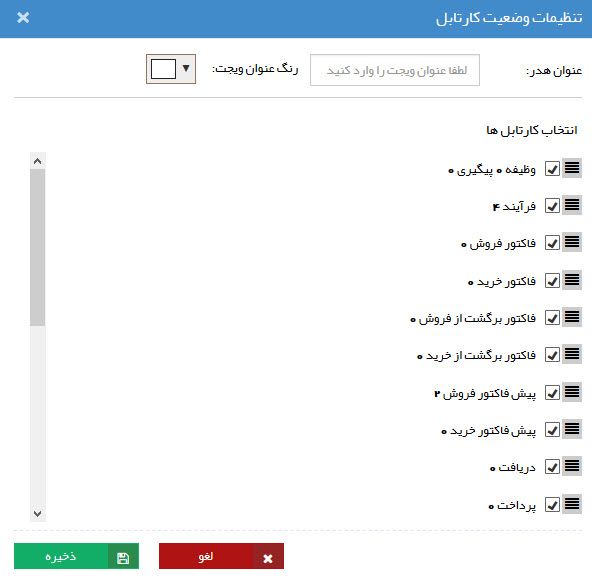 تنظیمات وضعیت کارتابل
عنوان هدر: لطفا عنوان ویجت را وارد کنید رنگ عنوان ویجت:
انتخاب کارتابل ها
وظیفه ۰ پیگیری ۰
فرآیند ۴
فاکتور فروش ۰
فاکتور خرید ۰
فاکتور برگشت از فروش ۰
فاکتور برگشت از خرید ۰
پیش فاکتور فروش ۲
پیش فاکتور خرید ۰
دریافت ۰
پرداخت ۰
لغو ذخیره